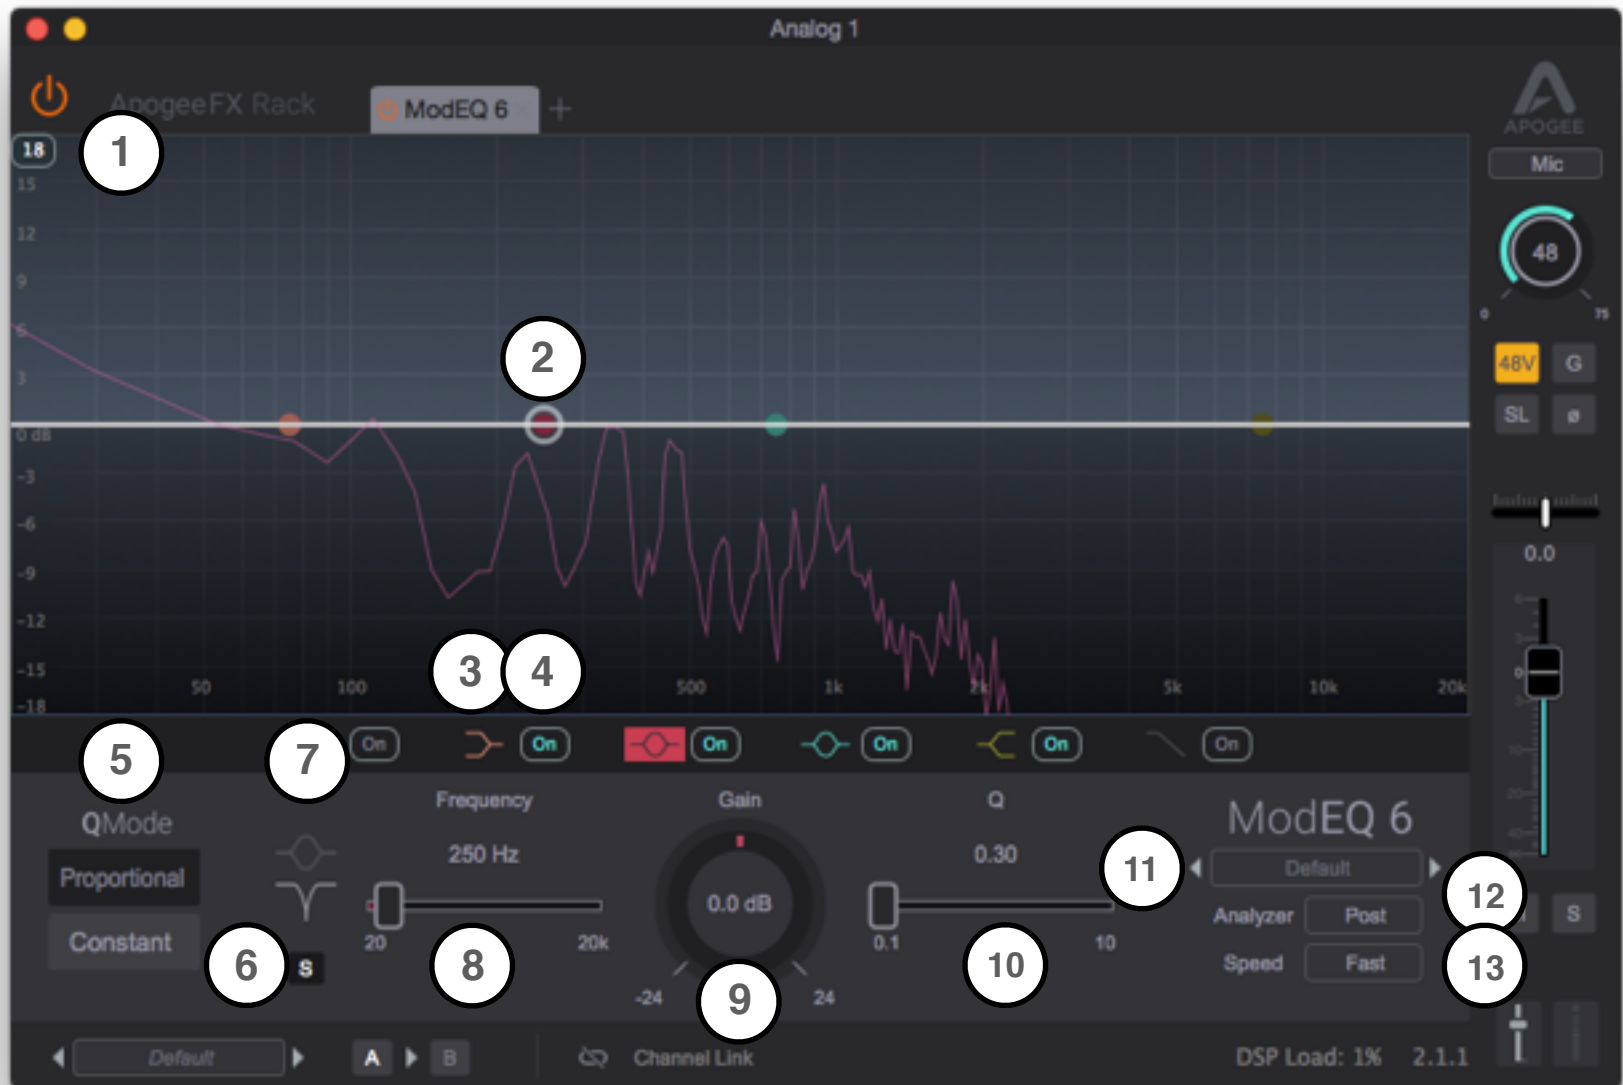 Analog 1
ApogeeFX Rack
ModEQ 6
+
APOGEE
18
1
Mic
15
12
48
9
0
75
6
2
48V
G
3
SL
ø
0 dB
-3
-6
0.0
-9
-12
3
4
-15
50
100
500
1k
2k
5k
10k
20k
-18
5
7
On
On
On
On
On
On
QMode
Frequency
Gain
Q
ModEQ 6
250 Hz
0.30
11
Default
Proportional
0.0 dB
12
Analyzer
Post
S
Constant
20
20k
0.1
10
6
S
8
10
Speed
Fast
13
-24
9
24
Default
A
B
Channel Link
DSP Load: 1%
2.1.1